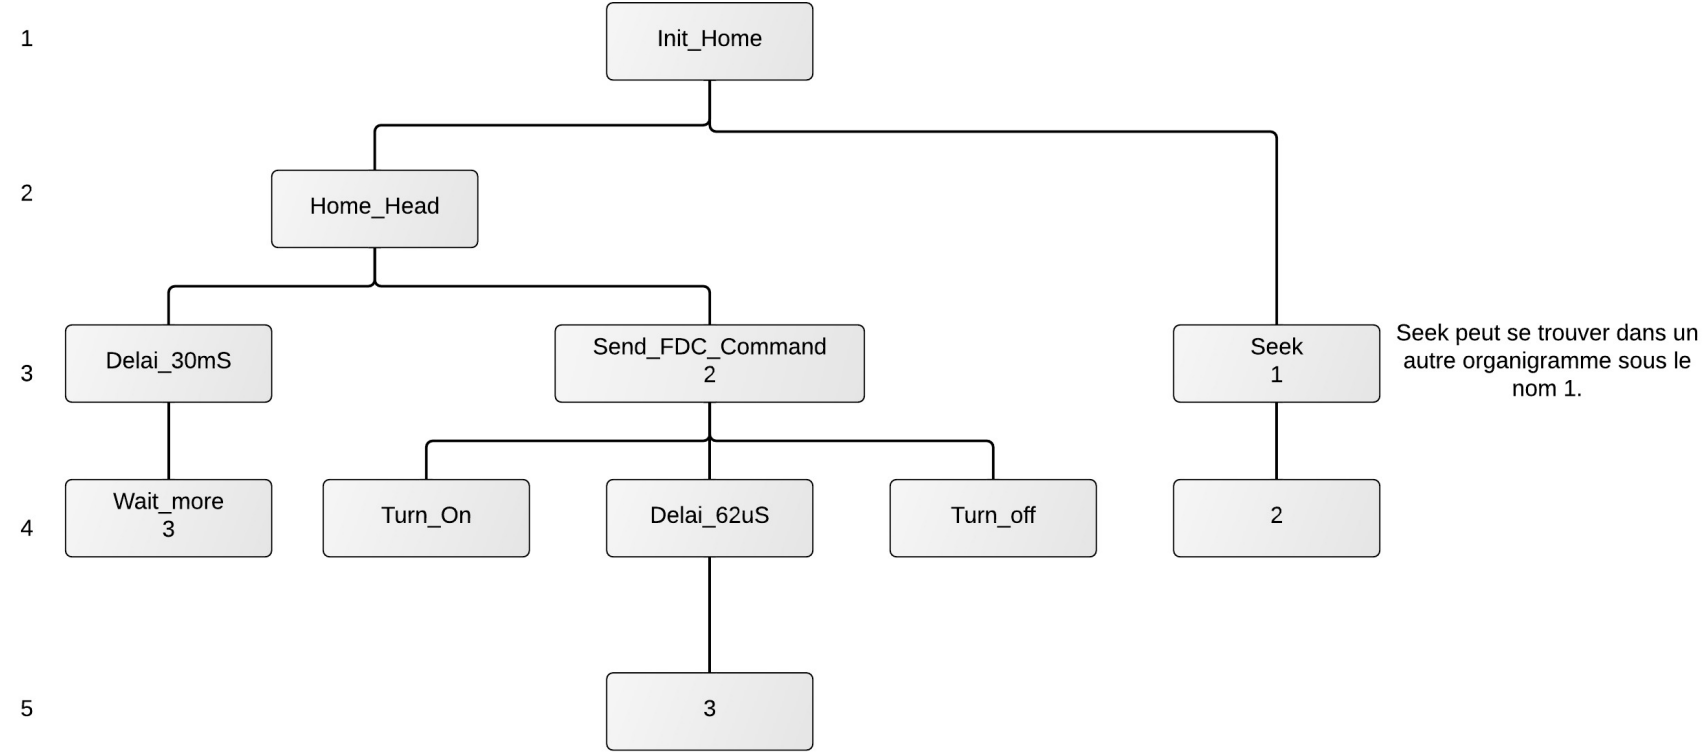 1
Init_Home
2
Home_Head
3
Delai_30mS
Send_FDC_Command
2
Seek
1
Seek peut se trouver dans un
autre organigramme sous le
nom 1.
4
Wait_more
3
Turn_On
Delai_62uS
Turn_off
2
5
3